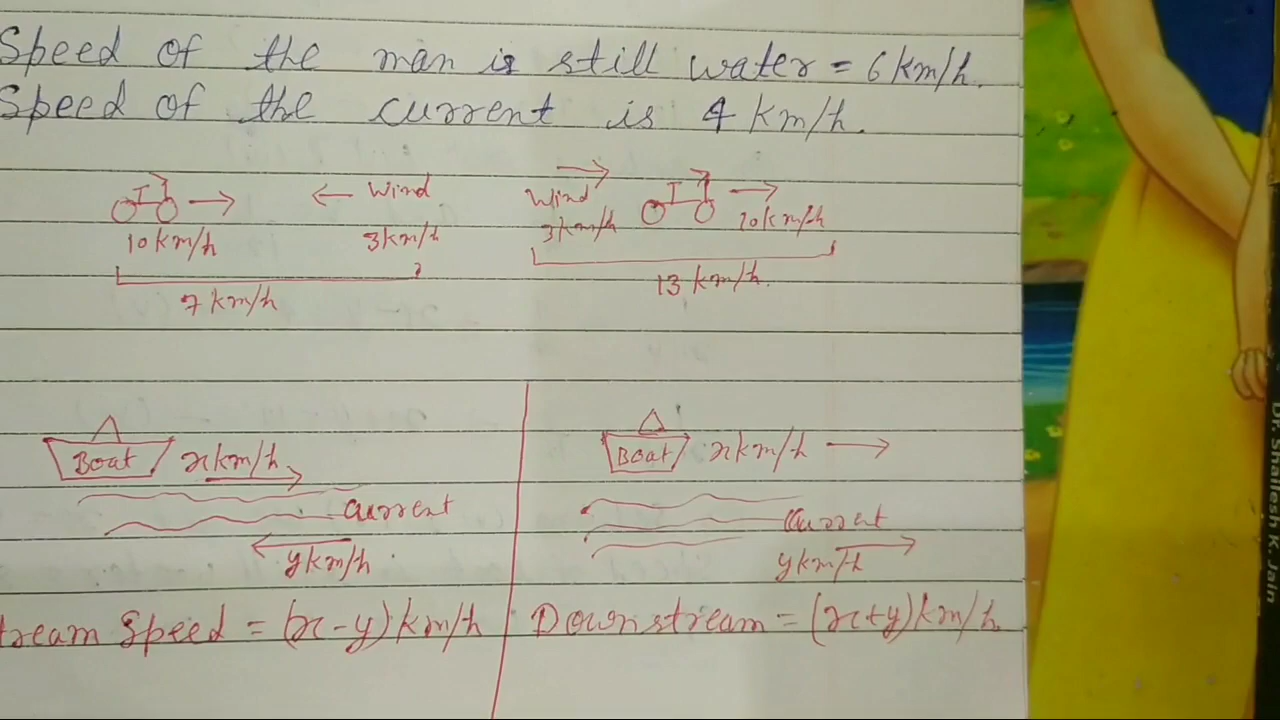 Speed of the man is still water = 6 km/h.
Speed of the current is 4 km/h.
← Wind
10 km/h
3 km/h
7 km/h
Wind
3 km/h
10 km/h
13 km/h.
Boat
x km/h
current
y km/h
tream Speed = (x-y) km/h
Boat
x km/h →
Current
y km/h
Downstream = (x+y) km/h.
Dr. Shailesh K. Jain